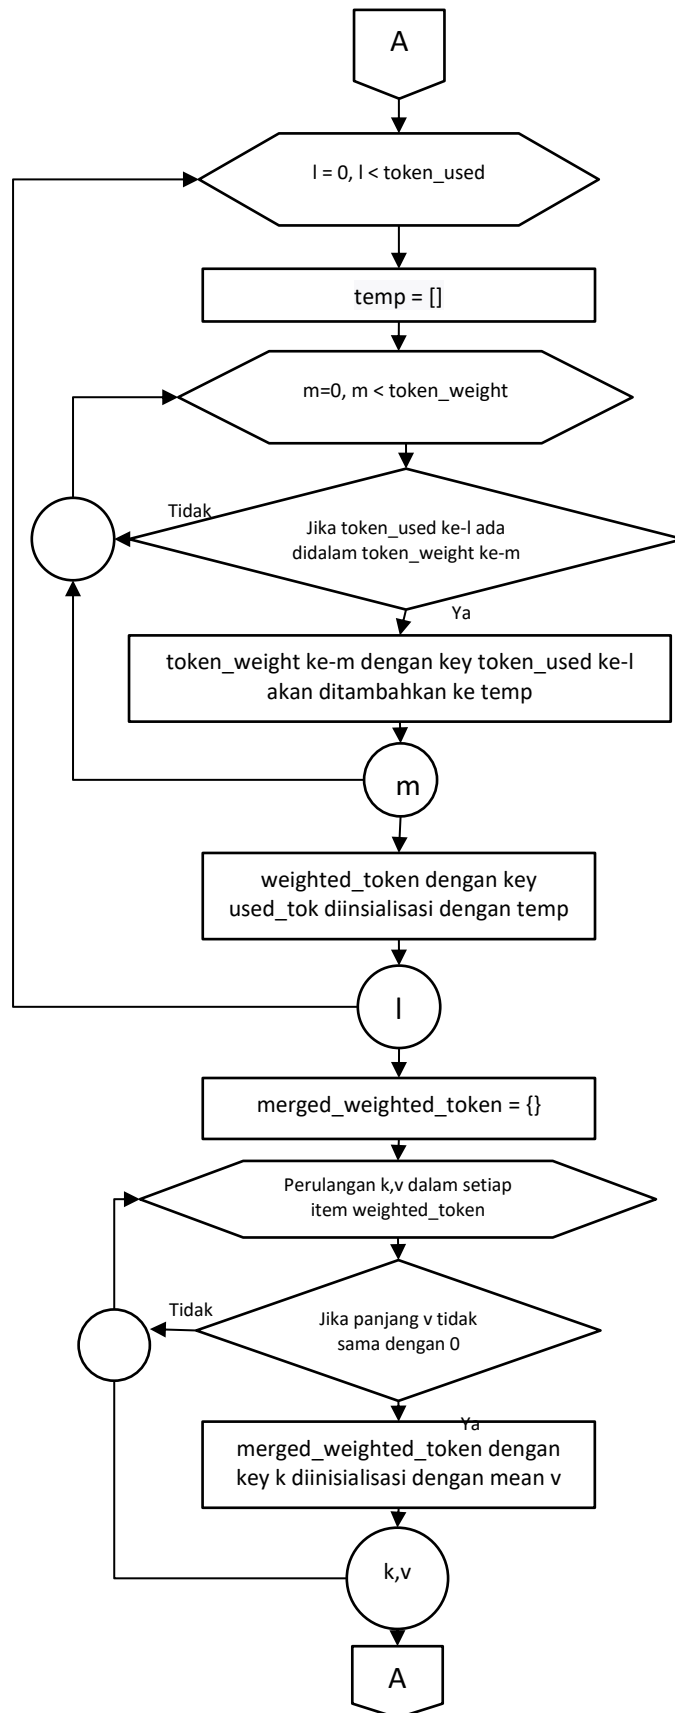 A
l = 0, l < token_used
temp = []
m=0, m < token_weight
Tidak
Jika token_used ke-l ada
didalam token_weight ke-m
Ya
token_weight ke-m dengan key token_used ke-l
akan ditambahkan ke temp
m
weighted_token dengan key
used_tok diinsialisasi dengan temp
l
merged_weighted_token = {}
Perulangan k,v dalam setiap
item weighted_token
Tidak
Jika panjang v tidak
sama dengan 0
Ya
merged_weighted_token dengan
key k diinisialisasi dengan mean v
k,v
A